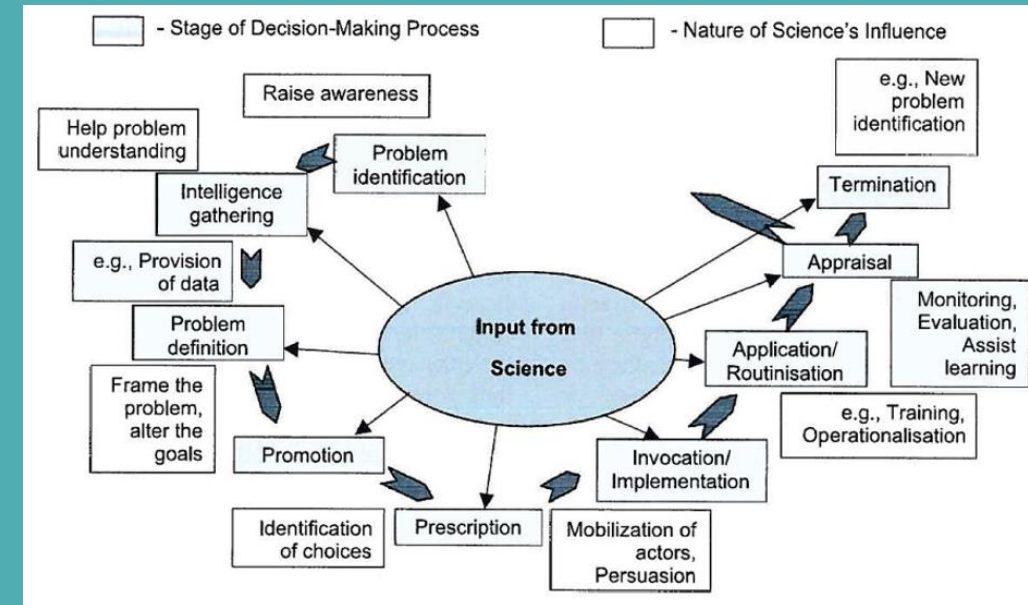 - Stage of Decision-Making Process
- Nature of Science's Influence
Raise awareness
Help problem
understanding
Problem
identification
Intelligence
gathering
e.g., Provision
of data
Problem
definition
Frame the
problem,
alter the
goals
Promotion
Identification
of choices
Prescription
Input from
Science
Mobilization of
actors,
Persuasion
Invocation/
Implementation
e.g., Training,
Operationalisation
Application/
Routinisation
Monitoring,
Evaluation,
Assist
learning
Appraisal
Termination
e.g., New
problem
identification